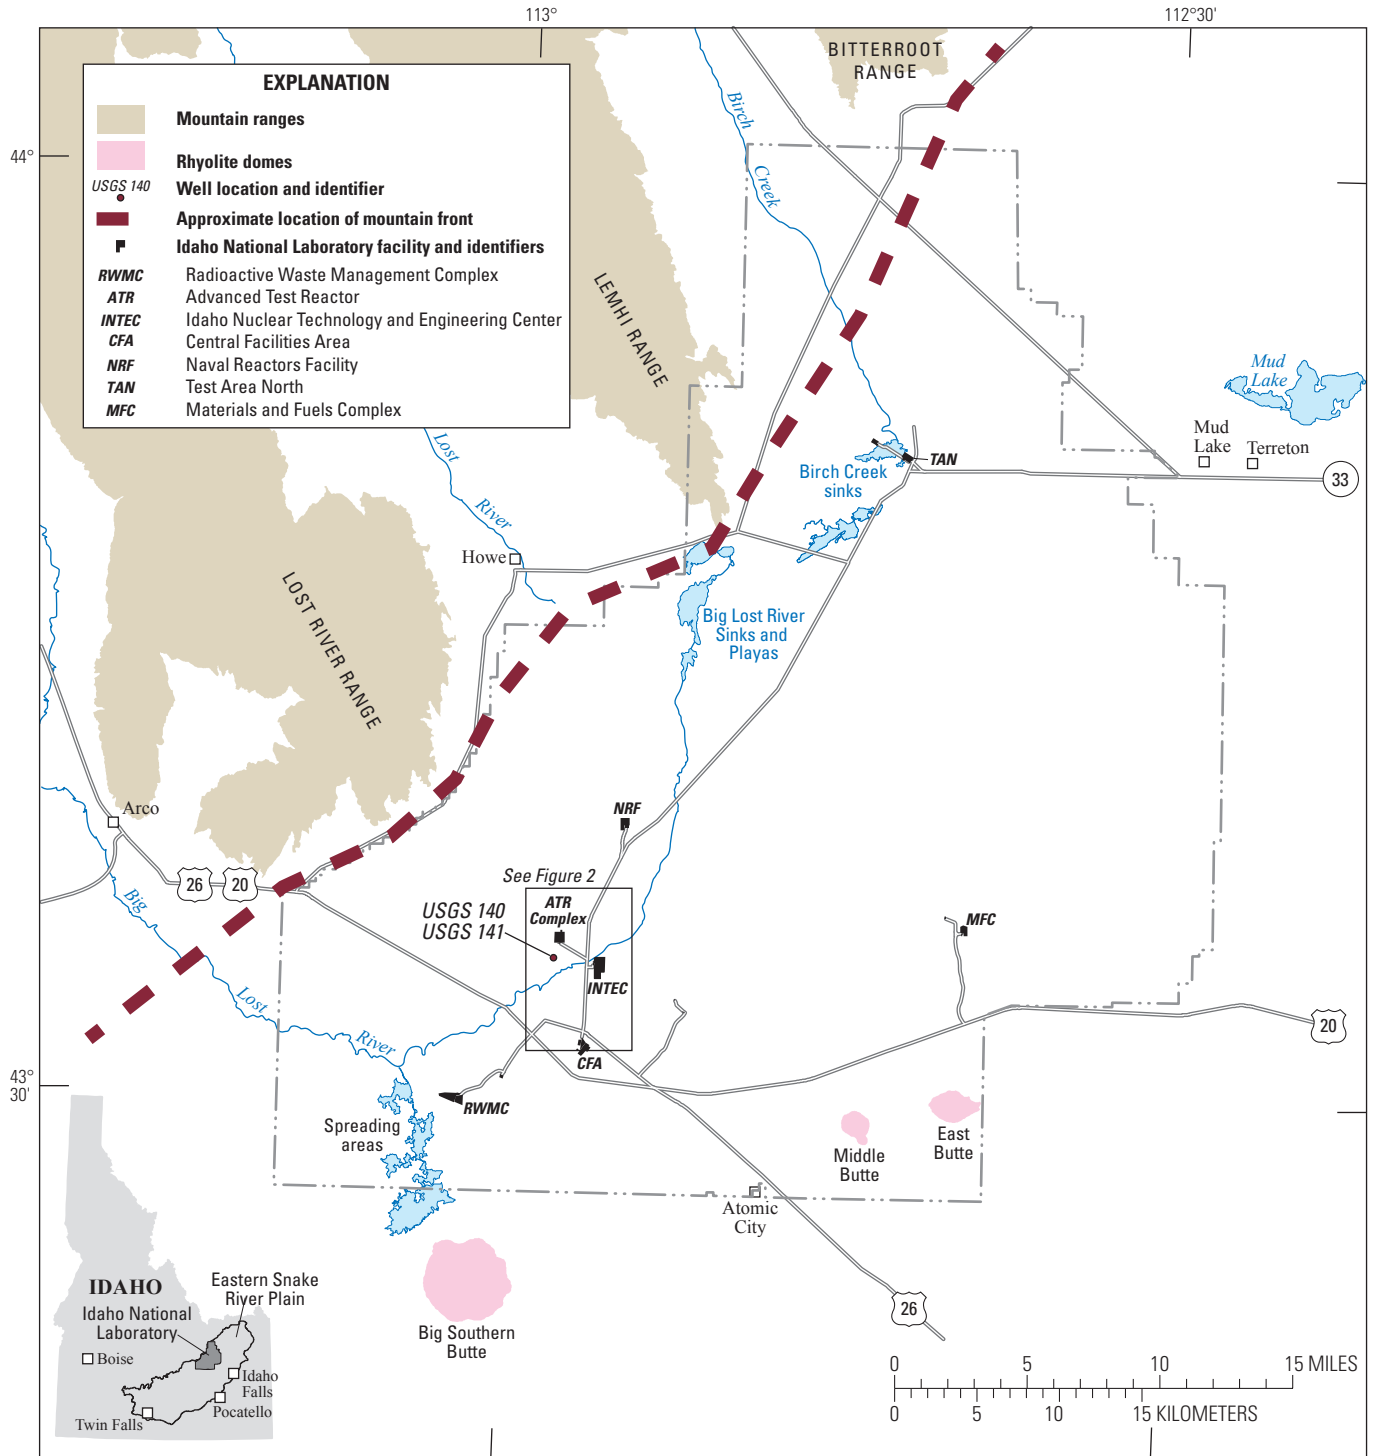 113°
112°30'
44°
43°
30'
EXPLANATION
Mountain ranges
Rhyolite domes
USGS 140
Well location and identifier
Approximate location of mountain front
Idaho National Laboratory facility and identifiers
RWMC Radioactive Waste Management Complex
ATR Advanced Test Reactor
INTEC Idaho Nuclear Technology and Engineering Center
CFA Central Facilities Area
NRF Naval Reactors Facility
TAN Test Area North
MFC Materials and Fuels Complex
BITTERROOT
RANGE
Birch
Creek
LEMHI RANGE
Mud
Lake
Mud
Lake
Terreton
33
TAN
Birch Creek
sinks
Lost
River
Howe
LOST RIVER RANGE
Big Lost River
Sinks and
Playas
Arco
26
20
NRF
See Figure 2
ATR
Complex
USGS 140
USGS 141
INTEC
MFC
Big
Lost
River
CFA
20
RWMC
Spreading
areas
Middle
Butte
East
Butte
Atomic
City
Big Southern
Butte
26
IDAHO
Eastern Snake
River Plain
Idaho National
Laboratory
Boise
Idaho
Falls
Pocatello
Twin Falls
0 5 10 15 MILES
0 5 10 15 KILOMETERS